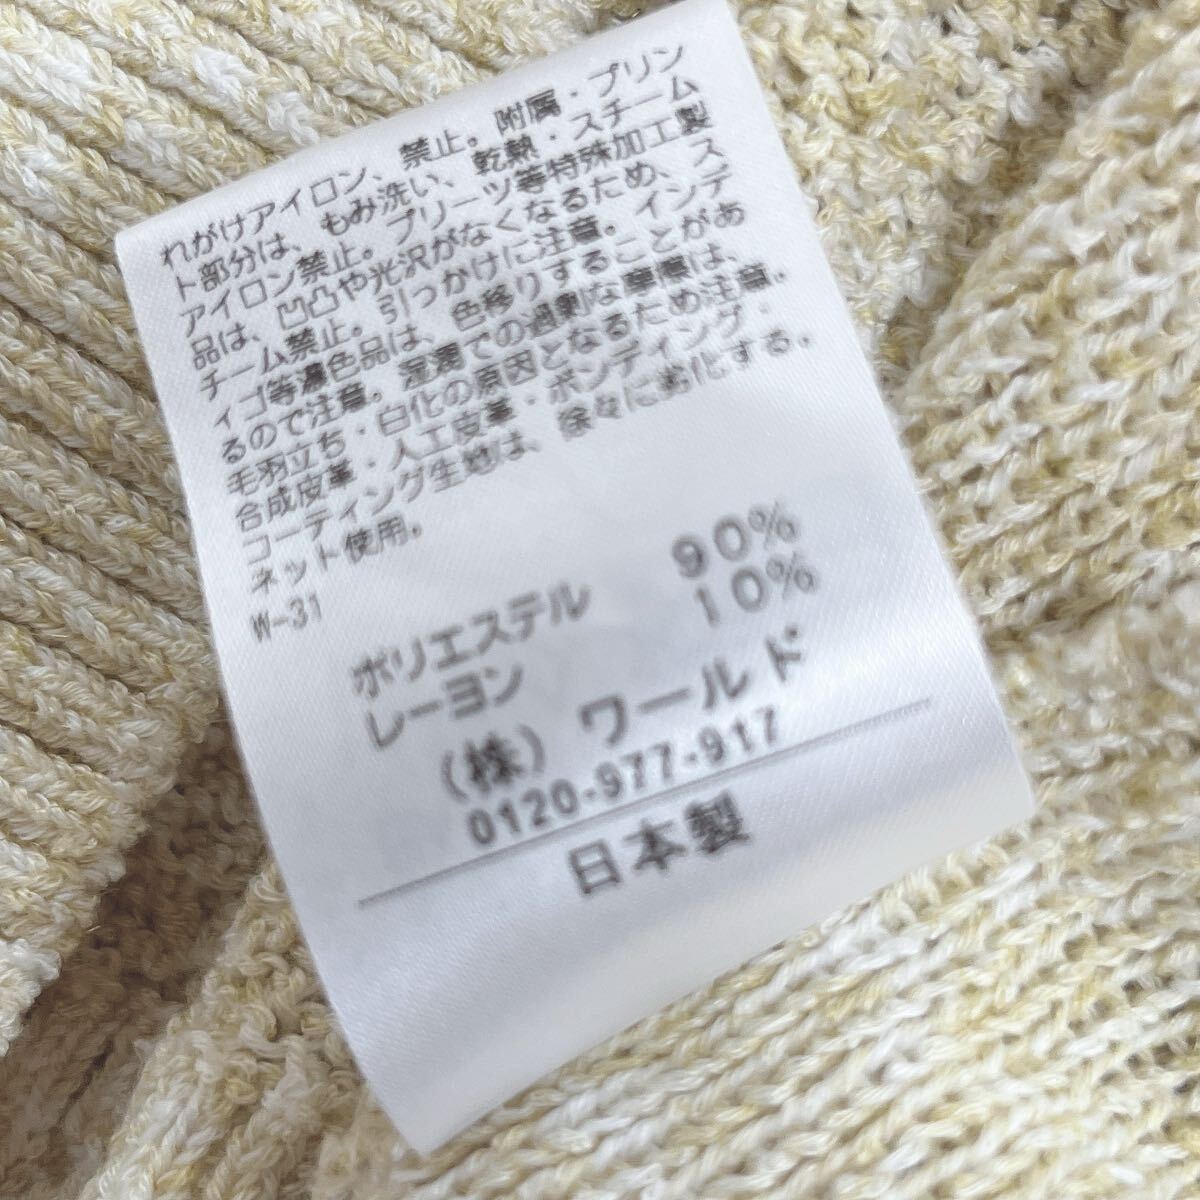 れがけアイロン、禁止。附属・プリン
ト部分は、もみ洗い、乾熱・スチーム
アイロン禁止。プリーツ等特殊加工製
品は、凹凸や光沢がなくなるため、ス
チーム禁止。引っかけに注意。インデ
ィゴ等濃色品は、色移りすることがあ
るので注意。湿潤での過剰な摩擦は、
毛羽立ち・白化の原因となるため注意。
合成皮革・人工皮革・ボンディング・
コーティング生地は、徐々に劣化する。
ネット使用。
W-31
ポリエステル 90%
レーヨン 10%
(株) ワールド
0120-977-917
日本製